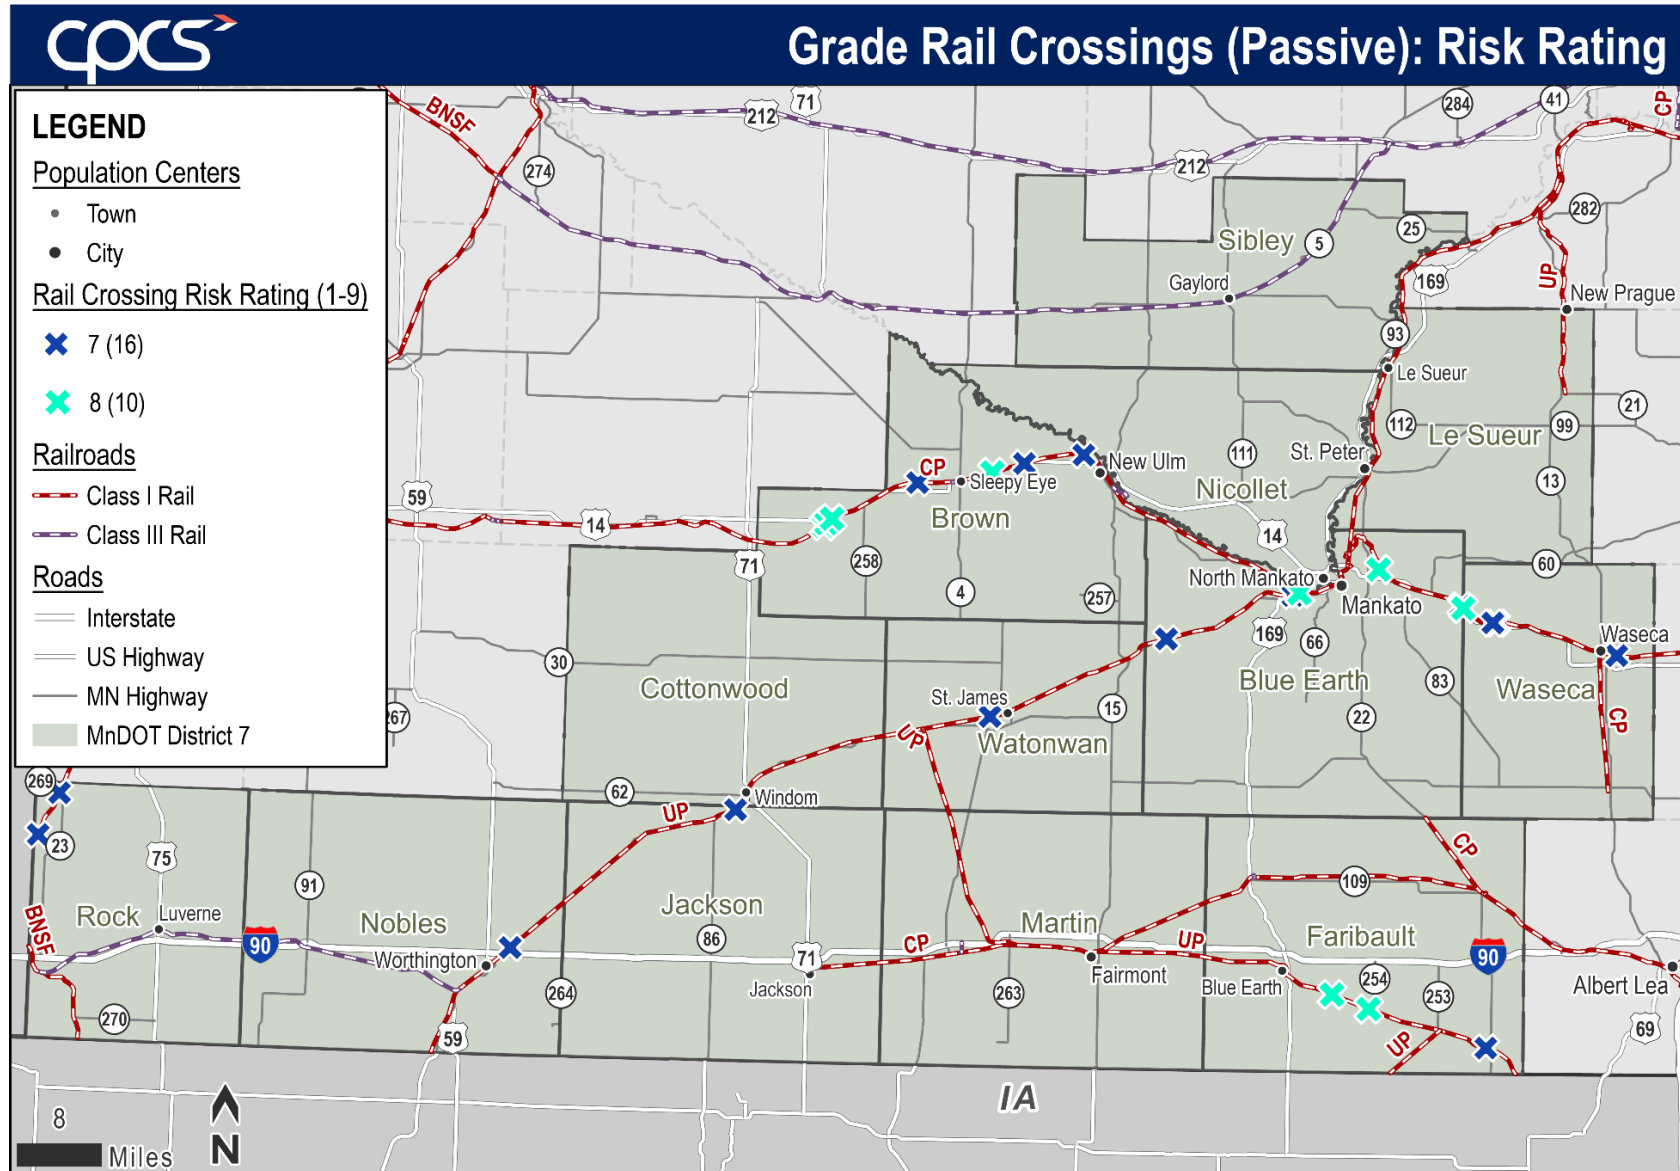 cpcs
Grade Rail Crossings (Passive): Risk Rating
LEGEND
Population Centers
Town
City
Rail Crossing Risk Rating (1-9)
7 (16)
8 (10)
Railroads
Class I Rail
Class III Rail
Roads
Interstate
US Highway
MN Highway
MnDOT District 7
BNSF
212
71
284
41
CP
274
212
282
Sibley
5
25
169
UP
Gaylord
New Prague
93
Le Sueur
21
112
99
Le Sueur
111
St. Peter
CP
New Ulm
Sleepy Eye
Nicollet
13
59
14
Brown
14
71
258
60
North Mankato
4
257
Mankato
169
66
Waseca
30
Cottonwood
Blue Earth
83
Waseca
St. James
267
15
22
CP
UP
Watonwan
269
62
Windom
UP
23
75
CP
91
109
Rock
Luverne
Nobles
Jackson
Martin
BNSF
90
86
CP
UP
Faribault
90
Worthington
71
Fairmont
Blue Earth
254
253
Albert Lea
Jackson
264
263
270
59
69
UP
IA
8
Miles
N